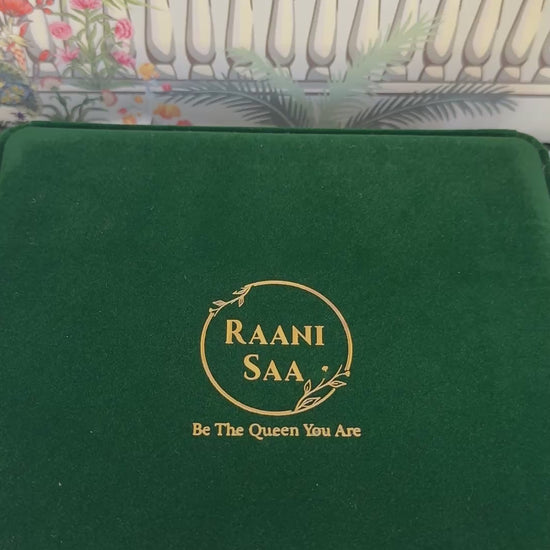 RAANI
SAA
Be The Queen You Are